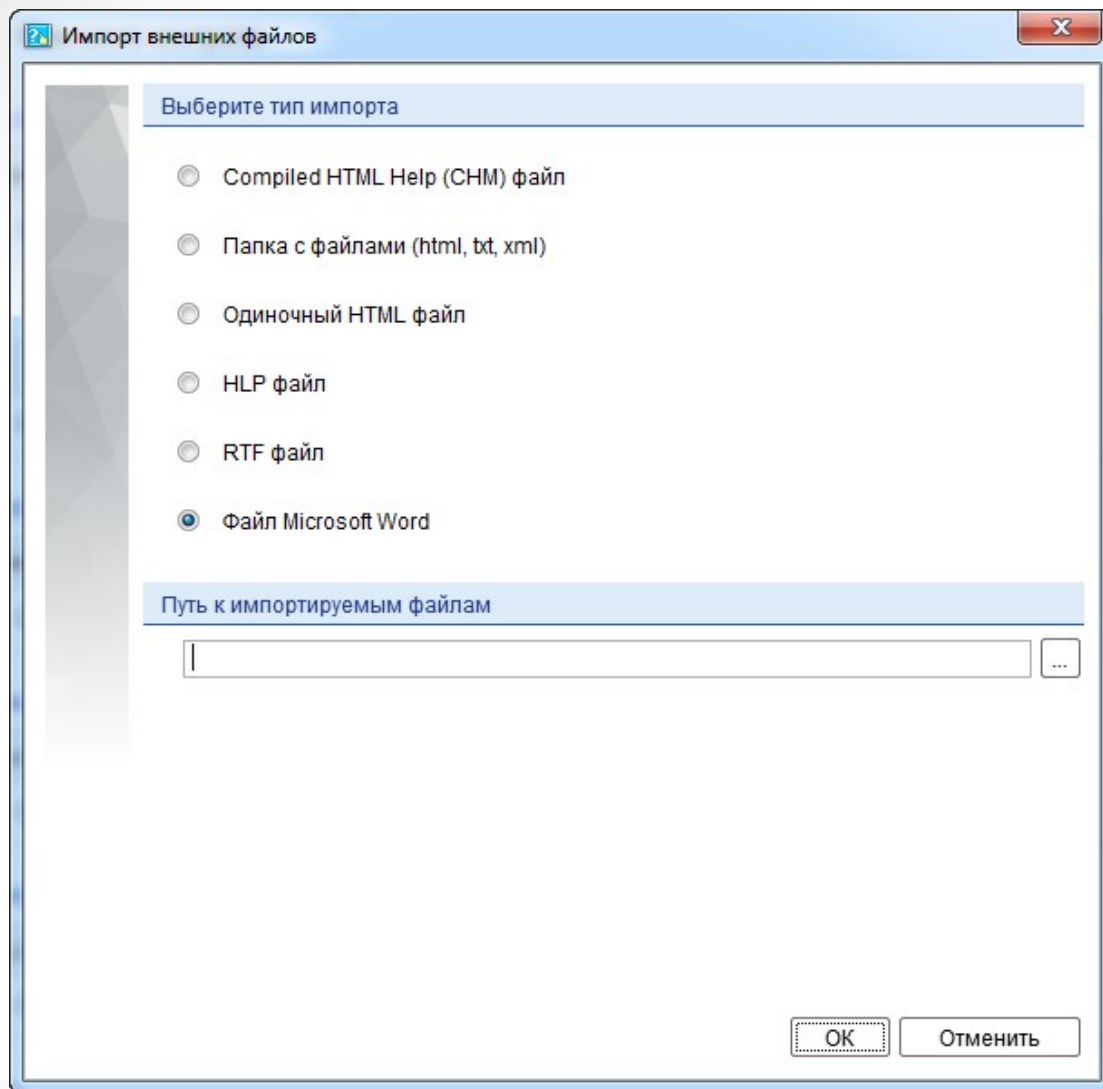 Импорт внешних файлов
Выберите тип импорта
Compiled HTML Help (CHM) файл
Папка с файлами (html, txt, xml)
Одиночный HTML файл
HLP файл
RTF файл
Файл Microsoft Word
Путь к импортируемым файлам
...
ОК Отменить